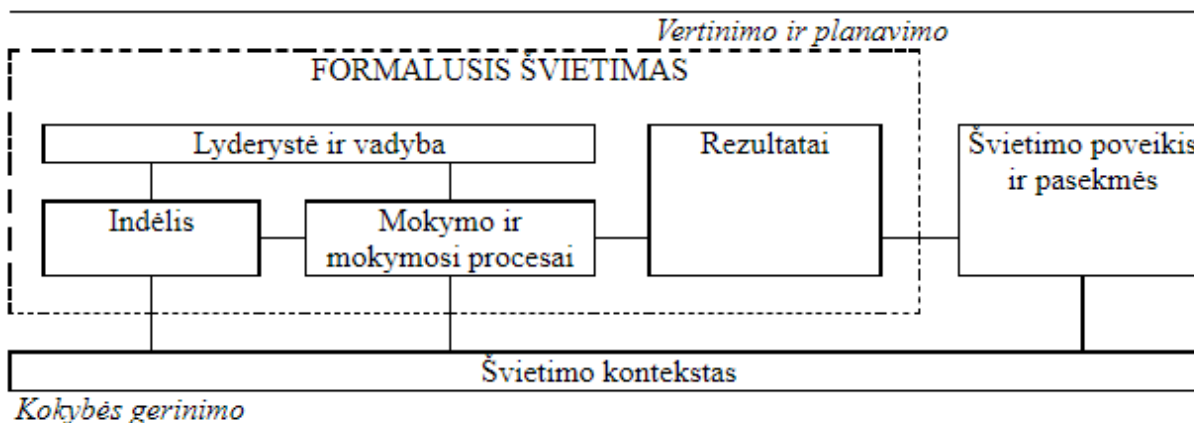 Vertinimo ir planavimo
FORMALUSIS ŠVIETIMAS
Lyderystė ir vadyba
Indėlis
Mokymo ir
mokymosi procesai
Rezultatai
Švietimo poveikis
ir pasekmės
Švietimo kontekstas
Kokybės gerinimo